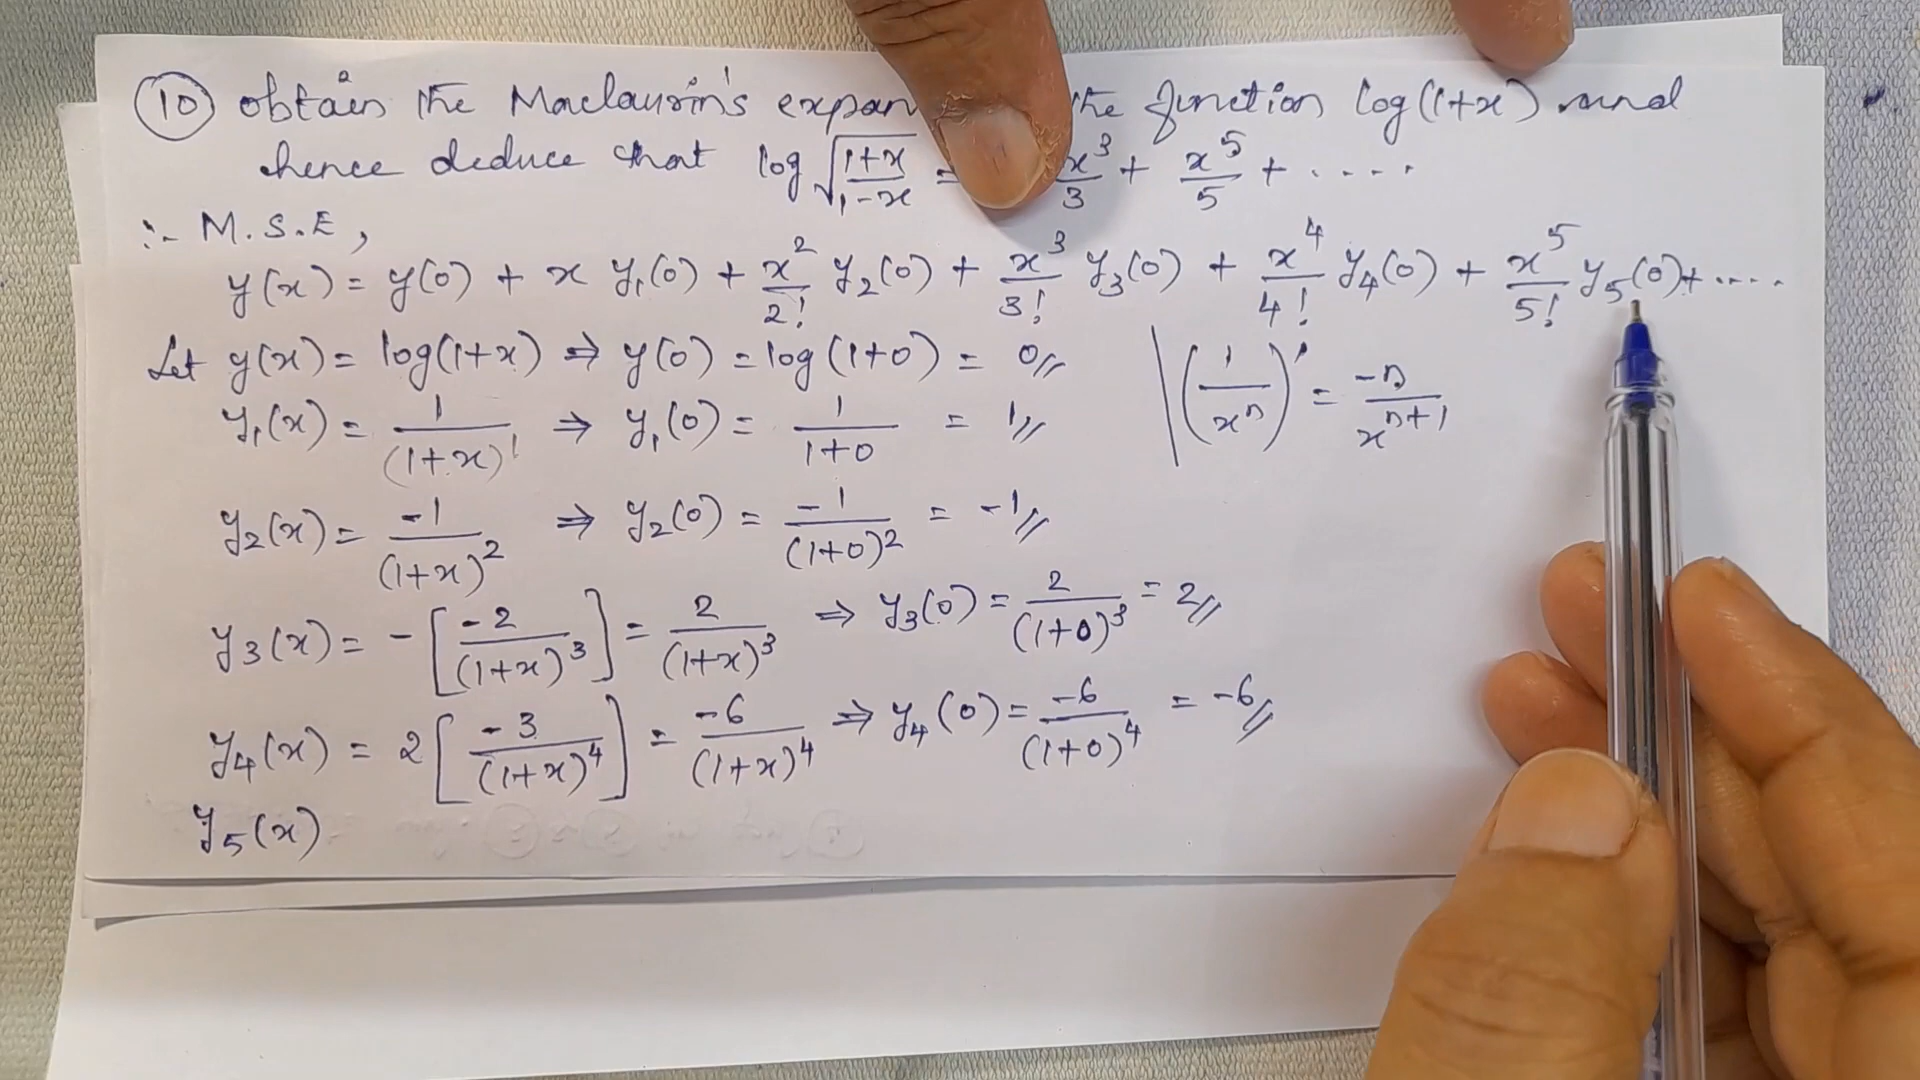 10 obtain the Maclaurin's expan the function log(1+x) and
hence deduce that log √((1+x)/(1-x)) = x³/3 + x⁵/5 + ....
:- M.S.E,
y(x) = y(0) + x y₁(0) + x²/2! y₂(0) + x³/3! y₃(0) + x⁴/4! y₄(0) + x⁵/5! y₅(0) + ....
Let y(x) = log(1+x) ⇒ y(0) = log(1+0) = 0//
(1/xⁿ)' = -n/xⁿ⁺¹
y₁(x) = 1/(1+x)¹ ⇒ y₁(0) = 1/(1+0) = 1//
y₂(x) = -1/(1+x)² ⇒ y₂(0) = -1/(1+0)² = -1//
y₃(x) = -[-2/(1+x)³] = 2/(1+x)³ ⇒ y₃(0) = 2/(1+0)³ = 2//
y₄(x) = 2[-3/(1+x)⁴] = -6/(1+x)⁴ ⇒ y₄(0) = -6/(1+0)⁴ = -6//
y₅(x)